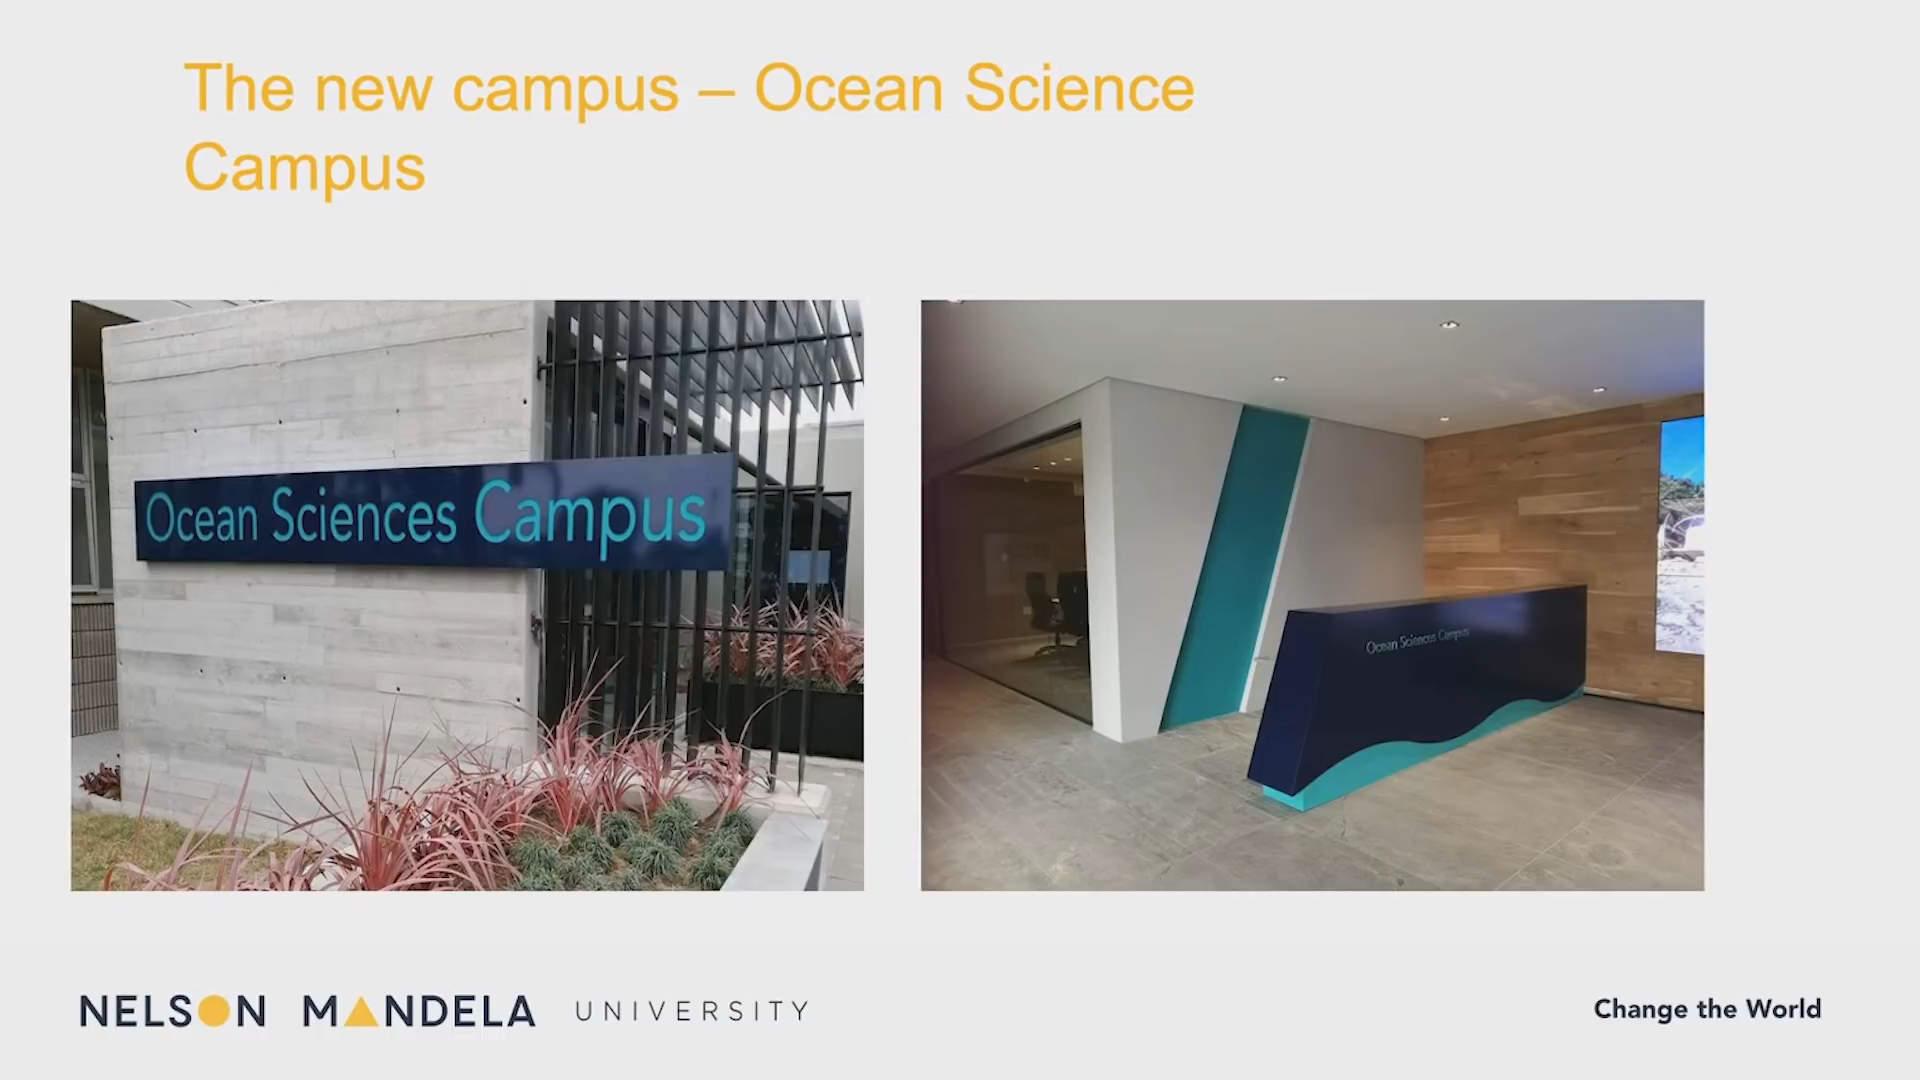 The new campus – Ocean Science
Campus
Ocean Sciences Campus
Ocean Sciences Campus
NELSON MANDELA UNIVERSITY
Change the World